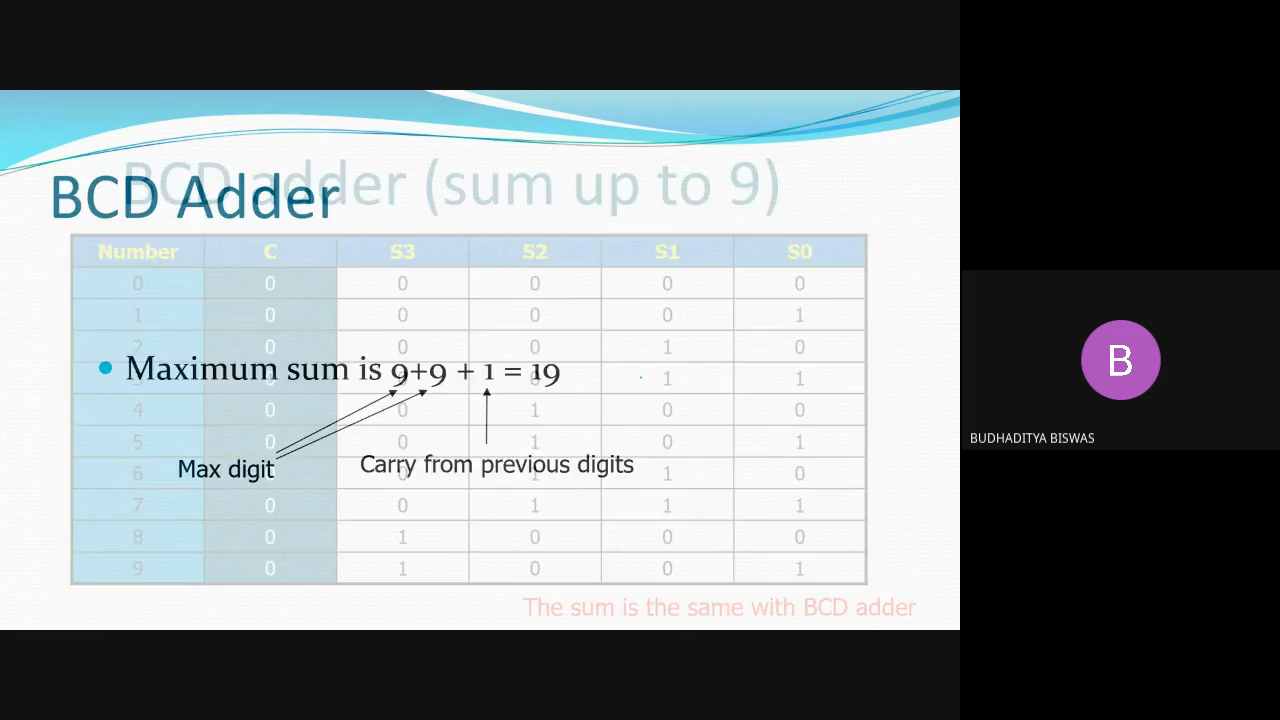 BCD adder (sum up to 9)
BCD Adder
Number C S3 S2 S1 S0
0 0 0 0 0 0
1 0 0 0 0 1
2 0 0 0 1 0
Maximum sum is 9+9 + 1 = 19
3 0 1 1
4 0 0 1 0 0
5 0 0 1 0 1
Max digit
Carry from previous digits
6 0 1 1 0
7 0 0 1 1 1
8 0 1 0 0 0
9 0 1 0 0 1
The sum is the same with BCD adder
B
BUDHADITYA BISWAS